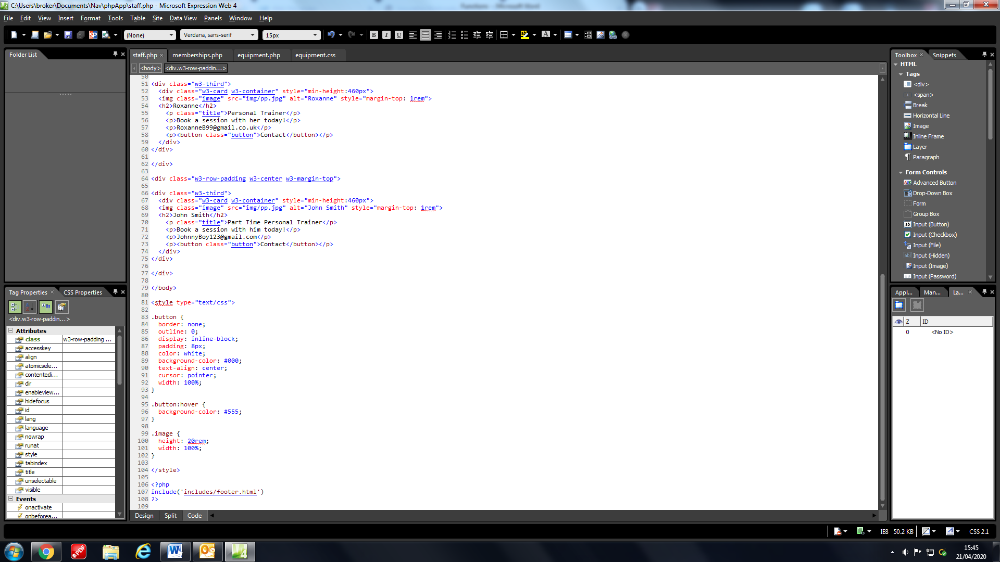 C:\Users\broker\Documents\Nav\phpApp\staff.php - Microsoft Expression Web 4
File Edit View Insert Format Tools Table Site Data View Panels Window Help
(None) Verdana, sans-serif 15px
Folder List
staff.php memberships.php equipment.php equipment.css
<body> <div.w3-row-paddin...>
50
51 <div class="w3-third">
52 <div class="w3-card w3-container" style="min-height:460px">
53 <img class="image" src="img/pp.jpg" alt="Roxanne" style="margin-top: 1rem">
54 <h2>Roxanne</h2>
55 <p class="title">Personal Trainer</p>
56 <p>Book a session with her today!</p>
57 <p>RoxanneB99@gmail.co.uk</p>
58 <p><button class="button">Contact</button></p>
59 </div>
60 </div>
61
62 </div>
63
64 <div class="w3-row-padding w3-center w3-margin-top">
65
66 <div class="w3-third">
67 <div class="w3-card w3-container" style="min-height:460px">
68 <img class="image" src="img/pp.jpg" alt="John Smith" style="margin-top: 1rem">
69 <h2>John Smith</h2>
70 <p class="title">Part Time Personal Trainer</p>
71 <p>Book a session with him today!</p>
72 <p>JohnnyBoy123@gmail.com</p>
73 <p><button class="button">Contact</button></p>
74 </div>
75 </div>
76
77 </div>
78
79 </body>
80
81 <style type="text/css">
82
83 .button {
84 border: none;
85 outline: 0;
86 display: inline-block;
87 padding: 8px;
88 color: white;
89 background-color: #000;
90 text-align: center;
91 cursor: pointer;
92 width: 100%;
93 }
94
95 .button:hover {
96 background-color: #555;
97 }
98
99 .image {
100 height: 20rem;
101 width: 100%;
102 }
103
104 </style>
105
106 <?php
107 include('includes/footer.html')
108 ?>
109
Design Split Code
Tag Properties CSS Properties
<div.w3-row-paddin...>
Attributes
class w3-row-padding ...
accesskey
align
atomicsele...
contentedi...
dir
enableview...
hidefocus
id
lang
language
nowrap
runat
style
tabindex
title
unselectable
visible
Events
onactivate
onbeforea...
Toolbox Snippets
HTML
Tags
<div>
<span>
Break
Horizontal Line
Image
Inline Frame
Layer
Paragraph
Form Controls
Advanced Button
Drop-Down Box
Form
Group Box
Input (Button)
Input (Checkbox)
Input (File)
Input (Hidden)
Input (Image)
Input (Password)
Appl... Man... La...
Z ID
0 <No ID>
IE8 50.2 KB CSS 2.1
15:45
21/04/2020